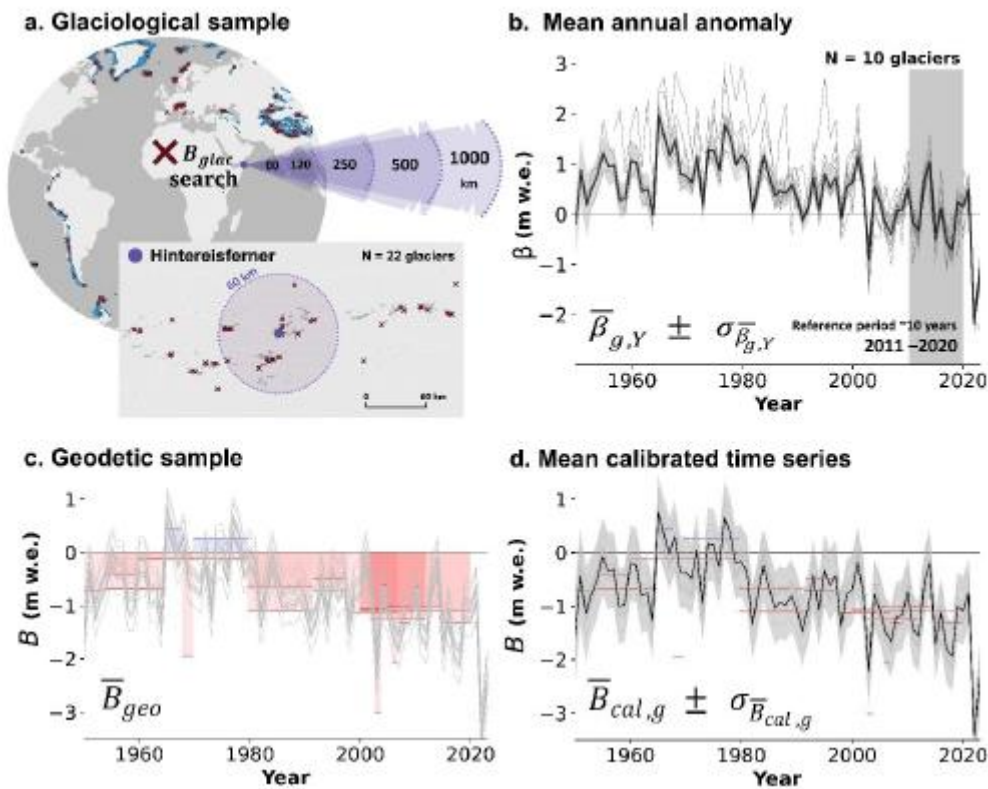 a. Glaciological sample
B_glac
search
60 120 250 500 1000
km
Hintereisferner
N = 22 glaciers
60 km
0 60 km
b. Mean annual anomaly
N = 10 glaciers
3
2
1
0
−1
−2
β (m w.e.)
β̅_g,Y ± σ_β̅_g,Y
Reference period ~10 years
2011 –2020
1960 1980 2000 2020
Year
c. Geodetic sample
1
0
−1
−2
−3
B (m w.e.)
B̅_geo
1960 1980 2000 2020
Year
d. Mean calibrated time series
1
0
−1
−2
−3
B (m w.e.)
B̅_cal,g ± σ_B̅_cal,g
1960 1980 2000 2020
Year